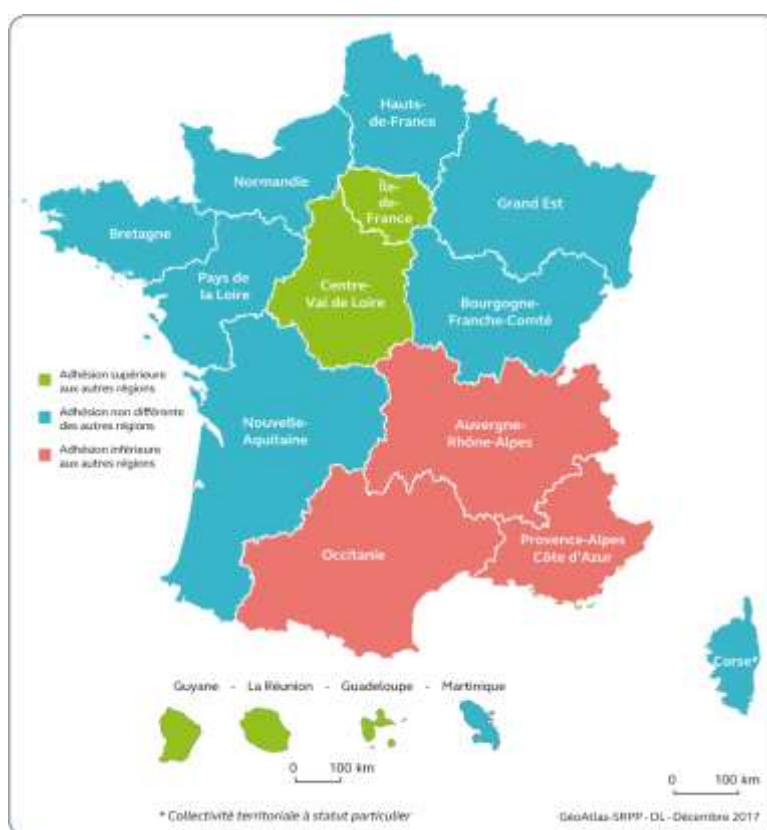 Hauts-
de-France
Normandie
Île-
de-
France
Grand Est
Bretagne
Pays de
la Loire
Centre-
Val de Loire
Bourgogne-
Franche-Comté
Adhésion supérieure
aux autres régions
Adhésion non différente
des autres régions
Adhésion inférieure
aux autres régions
Nouvelle-
Aquitaine
Auvergne-
Rhône-Alpes
Occitanie
Provence-Alpes
Côte d'Azur
Corse*
Guyane - La Réunion - Guadeloupe - Martinique
0 100 km
0 100 km
* Collectivité territoriale à statut particulier
GéoAtlas-SRPP - DL - Décembre 2017